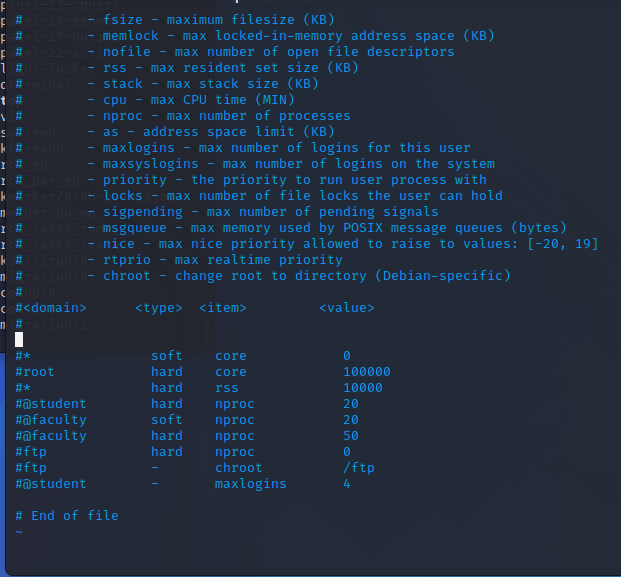 # - fsize - maximum filesize (KB)
# - memlock - max locked-in-memory address space (KB)
# - nofile - max number of open file descriptors
# - rss - max resident set size (KB)
# - stack - max stack size (KB)
# - cpu - max CPU time (MIN)
# - nproc - max number of processes
# - as - address space limit (KB)
# - maxlogins - max number of logins for this user
# - maxsyslogins - max number of logins on the system
# - priority - the priority to run user process with
# - locks - max number of file locks the user can hold
# - sigpending - max number of pending signals
# - msgqueue - max memory used by POSIX message queues (bytes)
# - nice - max nice priority allowed to raise to values: [-20, 19]
# - rtprio - max realtime priority
# - chroot - change root to directory (Debian-specific)
#
#<domain> <type> <item> <value>
#
#* soft core 0
#root hard core 100000
#* hard rss 10000
#@student hard nproc 20
#@faculty soft nproc 20
#@faculty hard nproc 50
#ftp hard nproc 0
#ftp - chroot /ftp
#@student - maxlogins 4
# End of file
~